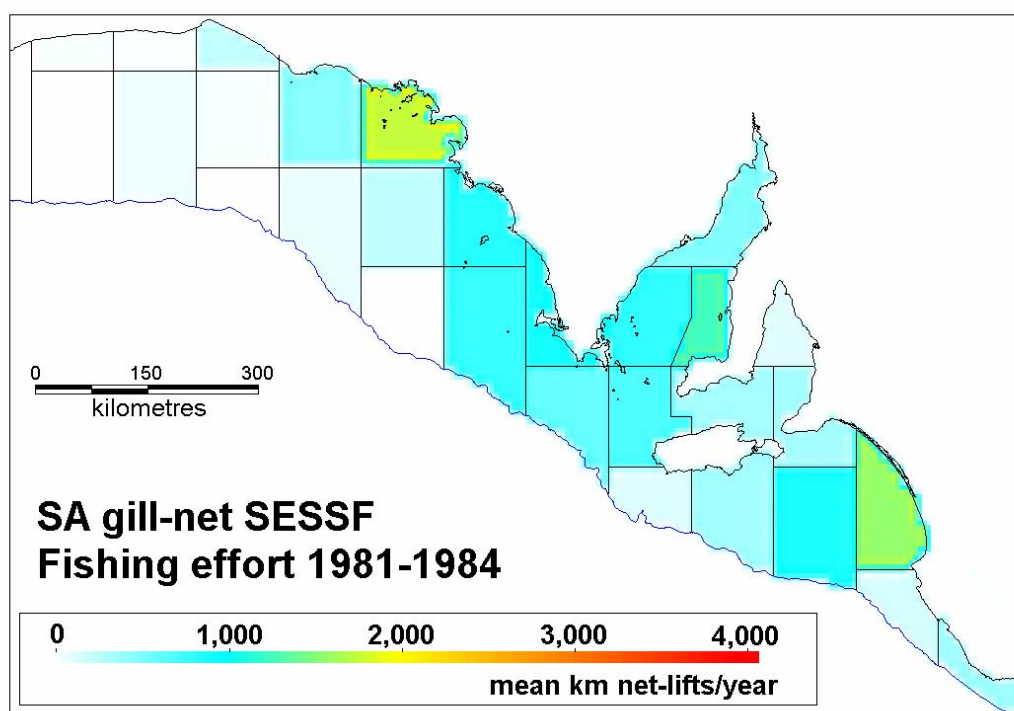 0 150 300
kilometres
SA gill-net SESSF
Fishing effort 1981-1984
0 1,000 2,000 3,000 4,000
mean km net-lifts/year